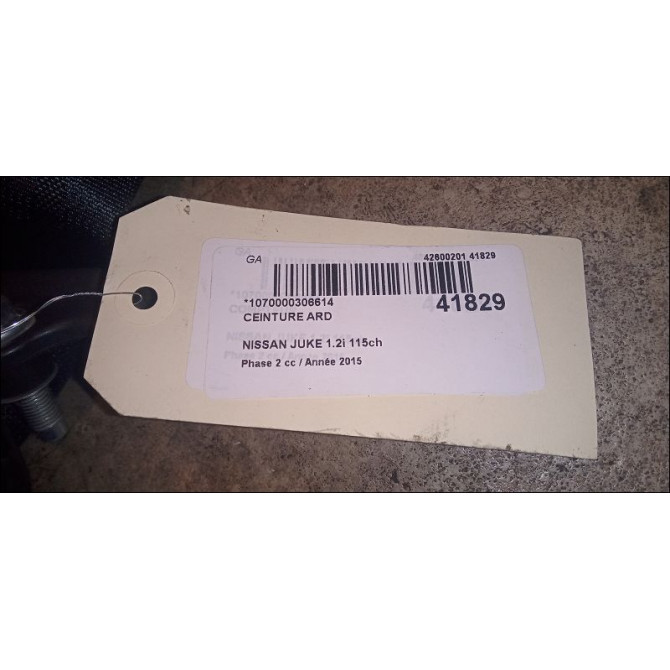 GA 42600201 41829
*1070000306614 41829
CEINTURE ARD
NISSAN JUKE 1.2i 115ch
Phase 2 cc / Année 2015